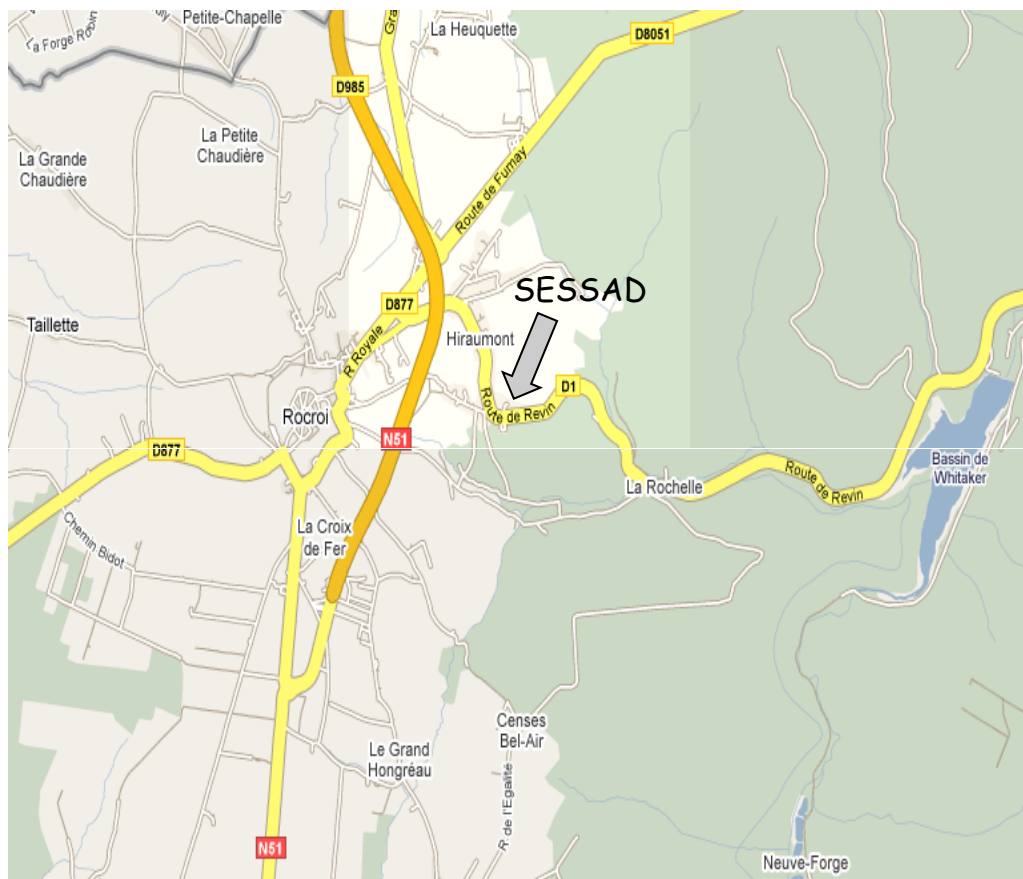 Petite-Chapelle
La Forge Robin
Gra
La Heuquette
D8051
D985
La Petite
Chaudière
La Grande
Chaudière
Route de Fumay
SESSAD
D877
Taillette
R Royale
Hiraumont
D1
Route de Revin
Rocroi
N51
D877
Bassin de
Whitaker
Route de Revin
La Rochelle
La Croix
de Fer
Chemin Bidot
Censes
Bel-Air
Le Grand
Hongréau
R de l'Egalité
N51
Neuve-Forge